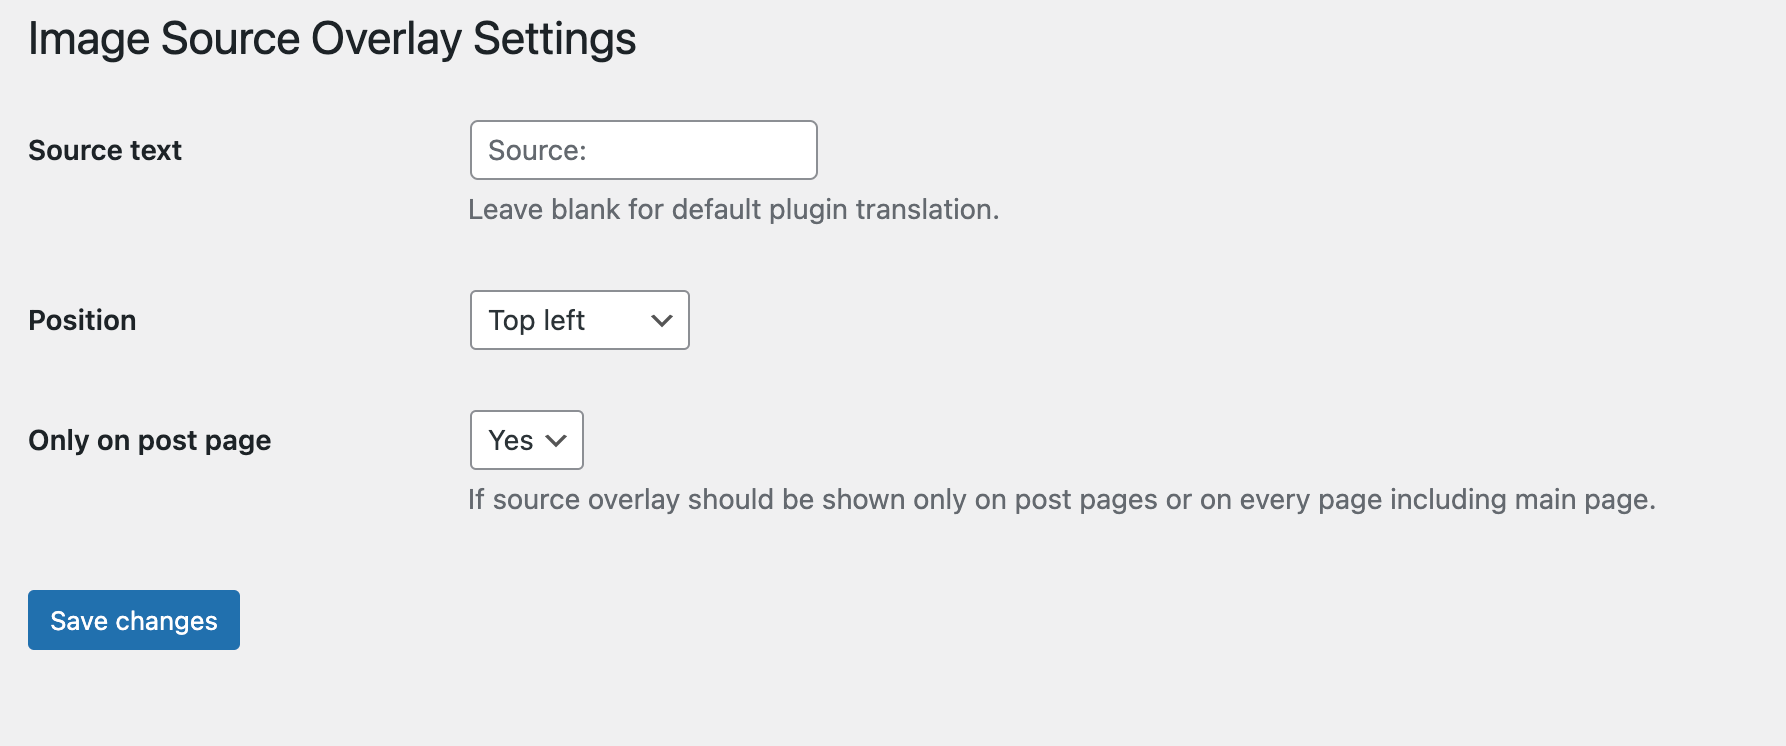 Image Source Overlay Settings
Source text
Source:
Leave blank for default plugin translation.
Position
Top left
Only on post page
Yes
If source overlay should be shown only on post pages or on every page including main page.
Save changes